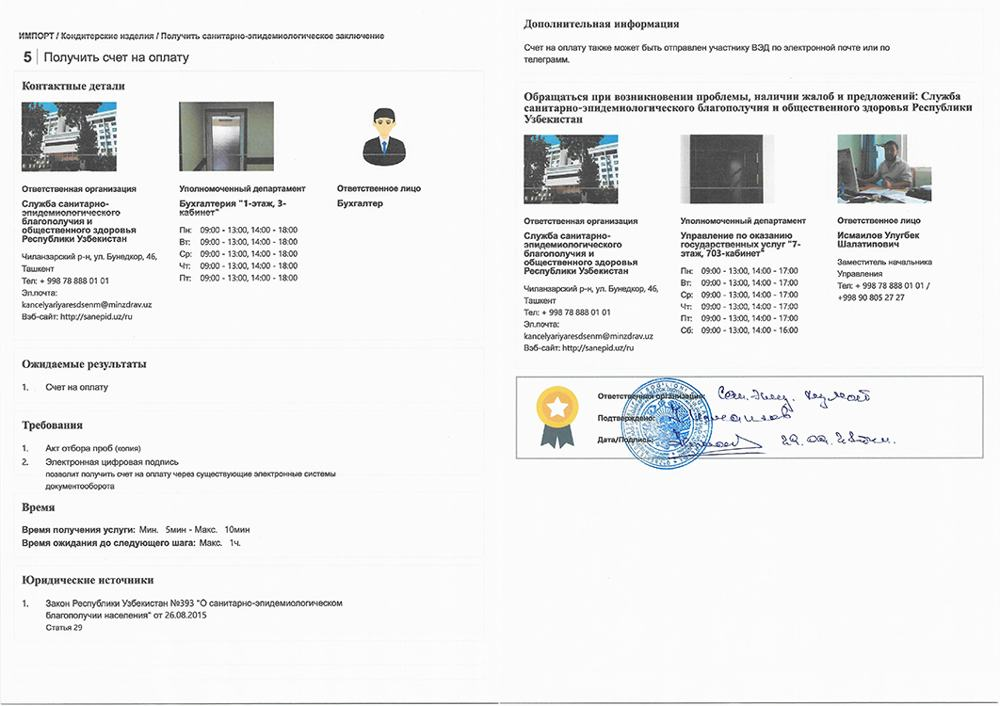 ИМПОРТ / Кондитерские изделия / Получить санитарно-эпидемиологическое заключение
5 Получить счет на оплату
Контактные детали
Ответственная организация
Служба санитарно-
эпидемиологического
благополучия и
общественного здоровья
Республики Узбекистан
Чиланзарский р-н, ул. Бунедкор, 46,
Ташкент
Тел: + 998 78 888 01 01
Эл.почта:
kancelyariyaresdsenm@minzdrav.uz
Вэб-сайт: http://sanepid.uz/ru
Уполномоченный департамент
Бухгалтерия "1-этаж, 3-
кабинет"
Пн: 09:00 - 13:00, 14:00 - 18:00
Вт: 09:00 - 13:00, 14:00 - 18:00
Ср: 09:00 - 13:00, 14:00 - 18:00
Чт: 09:00 - 13:00, 14:00 - 18:00
Пт: 09:00 - 13:00, 14:00 - 18:00
Ответственное лицо
Бухгалтер
Ожидаемые результаты
1. Счет на оплату
Требования
1. Акт отбора проб (копия)
2. Электронная цифровая подпись
позволит получить счет на оплату через существующие электронные системы
документооборота
Время
Время получения услуги: Мин. 5мин - Макс. 10мин
Время ожидания до следующего шага: Макс. 1ч.
Юридические источники
1. Закон Республики Узбекистан №393 "О санитарно-эпидемиологическом
благополучии населения" от 26.08.2015
Статья 29
Дополнительная информация
Счет на оплату также может быть отправлен участнику ВЭД по электронной почте или по
телеграмм.
Обращаться при возникновении проблемы, наличии жалоб и предложений: Служба
санитарно-эпидемиологического благополучия и общественного здоровья Республики
Узбекистан
Ответственная организация
Служба санитарно-
эпидемиологического
благополучия и
общественного здоровья
Республики Узбекистан
Чиланзарский р-н, ул. Бунедкор, 46,
Ташкент
Тел: + 998 78 888 01 01
Эл.почта:
kancelyariyaresdsenm@minzdrav.uz
Вэб-сайт: http://sanepid.uz/ru
Уполномоченный департамент
Управление по оказанию
государственных услуг "7-
этаж, 703-кабинет"
Пн: 09:00 - 13:00, 14:00 - 17:00
Вт: 09:00 - 13:00, 14:00 - 17:00
Ср: 09:00 - 13:00, 14:00 - 17:00
Чт: 09:00 - 13:00, 14:00 - 17:00
Пт: 09:00 - 13:00, 14:00 - 17:00
Сб: 09:00 - 13:00, 14:00 - 16:00
Ответственное лицо
Исмаилов Улугбек
Шалатипович
Заместитель начальника
Управления
Тел: + 998 78 888 01 01 /
+998 90 805 27 27
Ответственная организация:
Подтверждено:
Дата/Подпись: